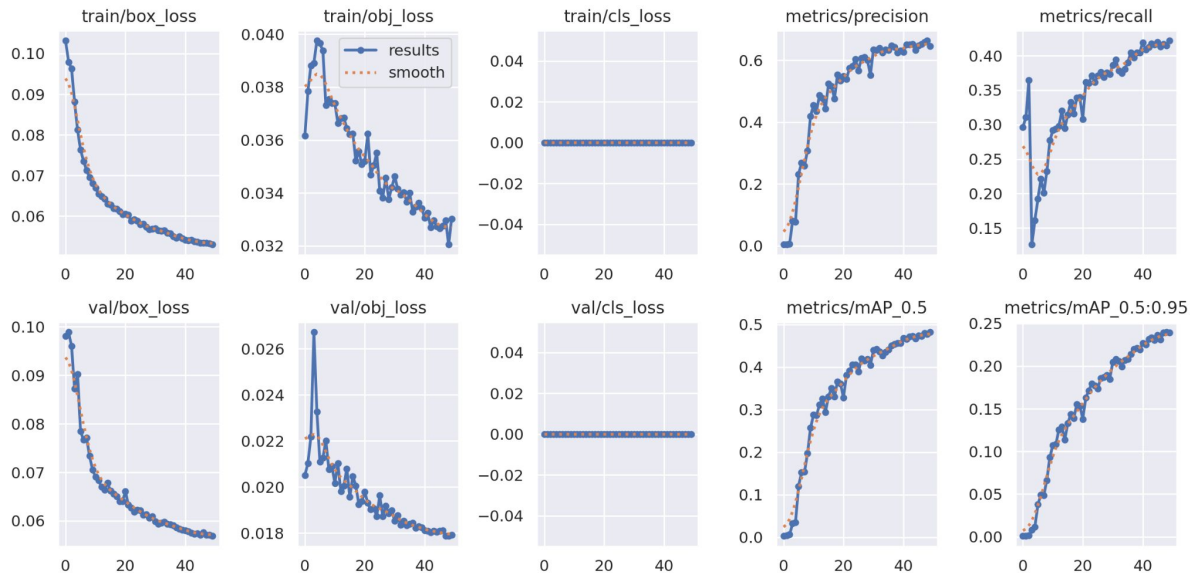 train/box_loss
0.10
0.09
0.08
0.07
0.06
0 20 40
train/obj_loss
results
smooth
0.040
0.038
0.036
0.034
0.032
0 20 40
train/cls_loss
0.04
0.02
0.00
−0.02
−0.04
0 20 40
metrics/precision
0.6
0.4
0.2
0.0
0 20 40
metrics/recall
0.40
0.35
0.30
0.25
0.20
0.15
0 20 40
val/box_loss
0.10
0.09
0.08
0.07
0.06
0 20 40
val/obj_loss
0.026
0.024
0.022
0.020
0.018
0 20 40
val/cls_loss
0.04
0.02
0.00
−0.02
−0.04
0 20 40
metrics/mAP_0.5
0.5
0.4
0.3
0.2
0.1
0.0
0 20 40
metrics/mAP_0.5:0.95
0.25
0.20
0.15
0.10
0.05
0.00
0 20 40